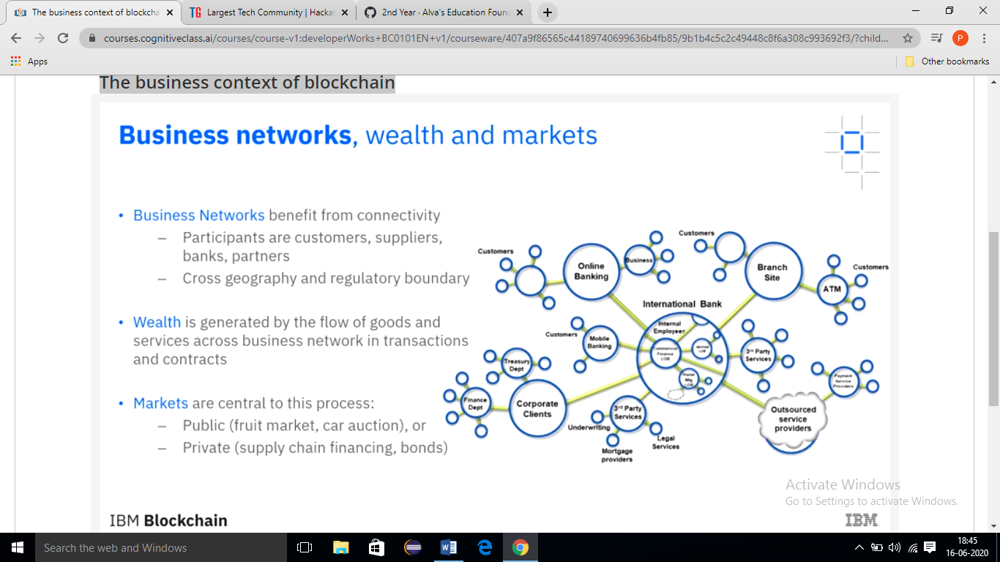 The business context of blockcha
Largest Tech Community | Hacka
2nd Year · Alva's Education Foun
courses.cognitiveclass.ai/courses/course-v1:developerWorks+BC0101EN+v1/courseware/407a9f86565c44189740699636b4fb85/9b1b4c5c2c49448c8f6a308c993692f3/?child...
P
Apps
Other bookmarks
The business context of blockchain
Business networks, wealth and markets
• Business Networks benefit from connectivity
– Participants are customers, suppliers,
banks, partners
– Cross geography and regulatory boundary
• Wealth is generated by the flow of goods and
services across business network in transactions
and contracts
• Markets are central to this process:
– Public (fruit market, car auction), or
– Private (supply chain financing, bonds)
Customers
Online
Banking
Business
Customers
Branch
Site
Customers
ATM
International Bank
Internal
Employees
Commercial
Finance
LOB
Services
LOB
Home
Mtg
LOB
Customers
Mobile
Banking
3rd Party
Services
Treasury
Dept
Finance
Dept
Corporate
Clients
3rd Party
Services
Underwriting
Mortgage
providers
Legal
Services
Payment
Service
Providers
Outsourced
service
providers
Activate Windows
Go to Settings to activate Windows.
IBM Blockchain
IBM
Search the web and Windows
18:45
16-06-2020